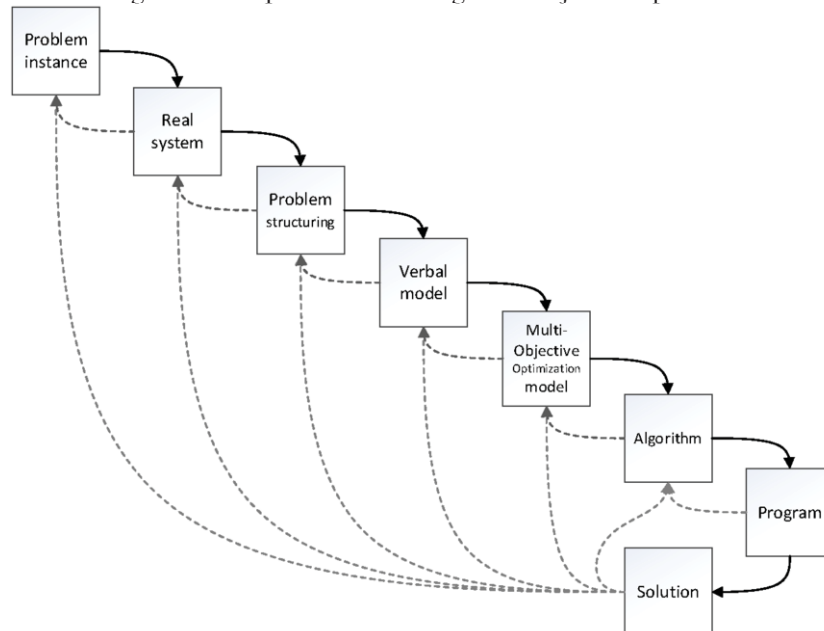 Problem
instance
Real
system
Problem
structuring
Verbal
model
Multi-
Objective
Optimization
model
Algorithm
Program
Solution